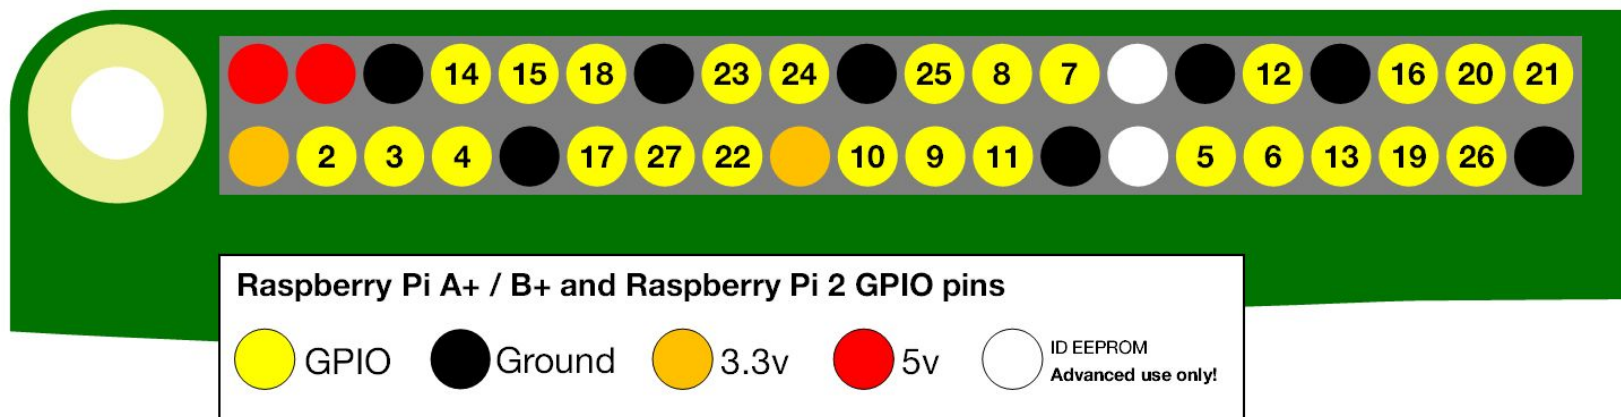 14 15 18 23 24 25 8 7 12 16 20 21
2 3 4 17 27 22 10 9 11 5 6 13 19 26
Raspberry Pi A+ / B+ and Raspberry Pi 2 GPIO pins
GPIO Ground 3.3v 5v ID EEPROM
Advanced use only!